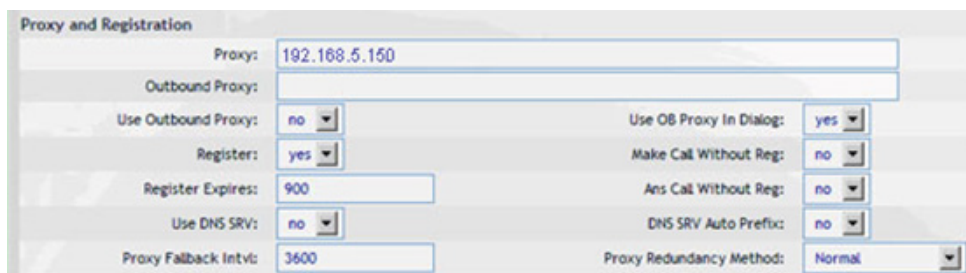 Proxy and Registration
Proxy: 192.168.5.150
Outbound Proxy:
Use Outbound Proxy: no Use OB Proxy In Dialog: yes
Register: yes Make Call Without Reg: no
Register Expires: 900 Ans Call Without Reg: no
Use DNS SRV: no DNS SRV Auto Prefix: no
Proxy Fallback Intvl: 3600 Proxy Redundancy Method: Normal